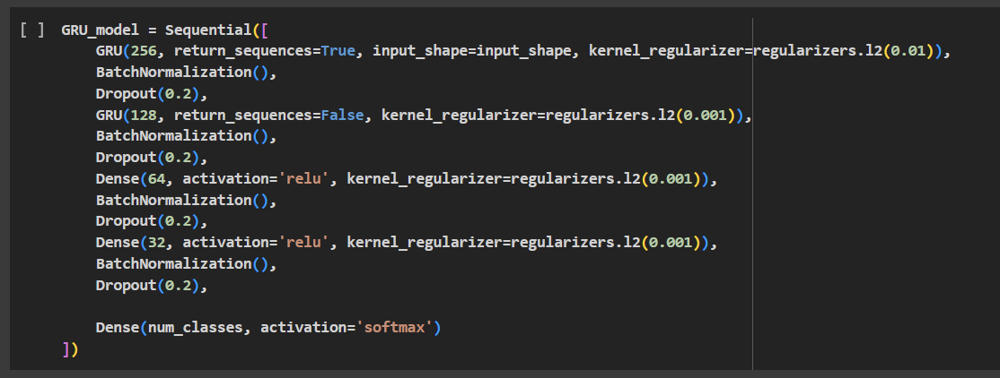 [ ] GRU_model = Sequential([
GRU(256, return_sequences=True, input_shape=input_shape, kernel_regularizer=regularizers.l2(0.01)),
BatchNormalization(),
Dropout(0.2),
GRU(128, return_sequences=False, kernel_regularizer=regularizers.l2(0.001)),
BatchNormalization(),
Dropout(0.2),
Dense(64, activation='relu', kernel_regularizer=regularizers.l2(0.001)),
BatchNormalization(),
Dropout(0.2),
Dense(32, activation='relu', kernel_regularizer=regularizers.l2(0.001)),
BatchNormalization(),
Dropout(0.2),
Dense(num_classes, activation='softmax')
])